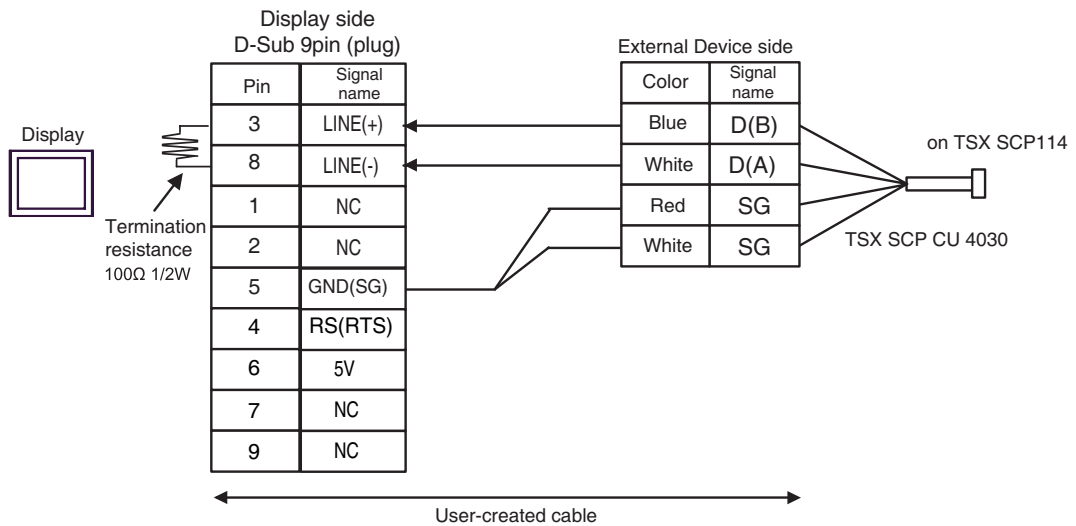 Display side
D-Sub 9pin (plug)
External Device side
Pin
Signal
name
3
LINE(+)
8
LINE(-)
1
NC
2
NC
5
GND(SG)
4
RS(RTS)
6
5V
7
NC
9
NC
Color
Signal
name
Blue
D(B)
White
D(A)
Red
SG
White
SG
Display
Termination
resistance
100Ω 1/2W
on TSX SCP114
TSX SCP CU 4030
User-created cable